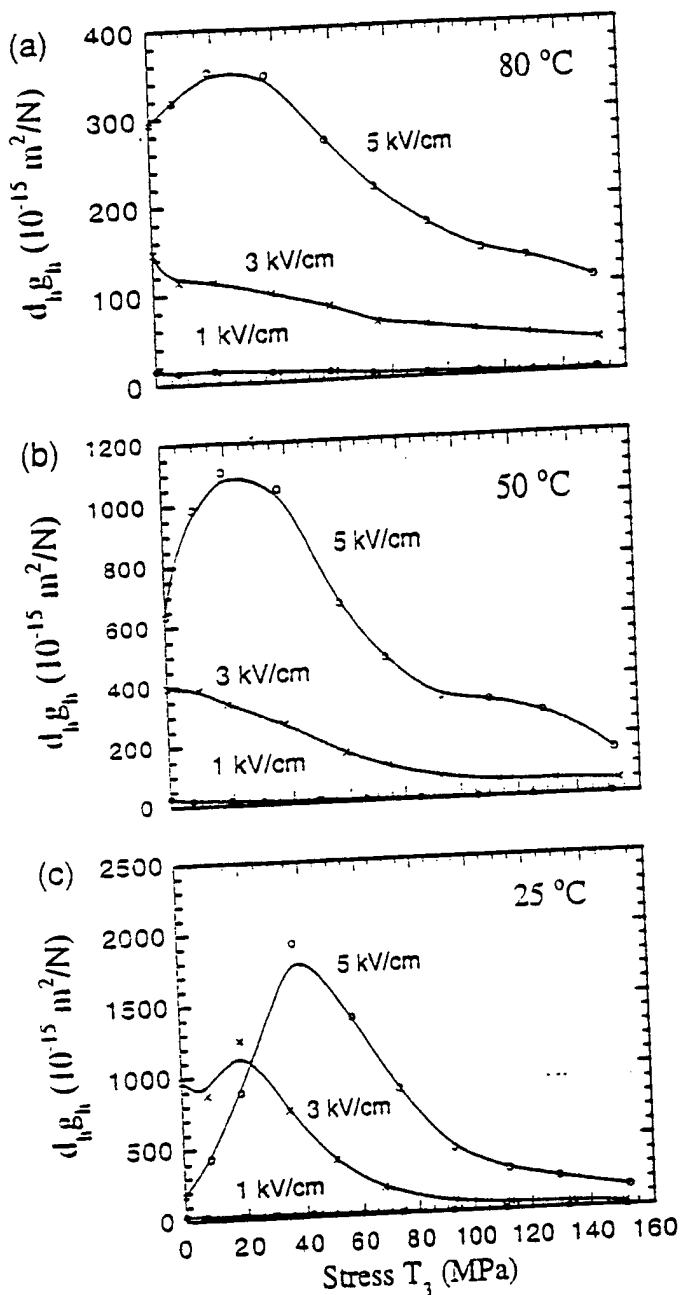 (a)
400
80 °C
300
5 kV/cm
200
3 kV/cm
100
1 kV/cm
0
d_h g_h (10^-15 m^2/N)
(b)
1200
50 °C
1000
5 kV/cm
800
600
3 kV/cm
400
200
1 kV/cm
0
d_h g_h (10^-15 m^2/N)
(c)
2500
25 °C
2000
5 kV/cm
1500
1000
3 kV/cm
500
1 kV/cm
0
d_h g_h (10^-15 m^2/N)
0 20 40 60 80 100 120 140 160
Stress T_3 (MPa)